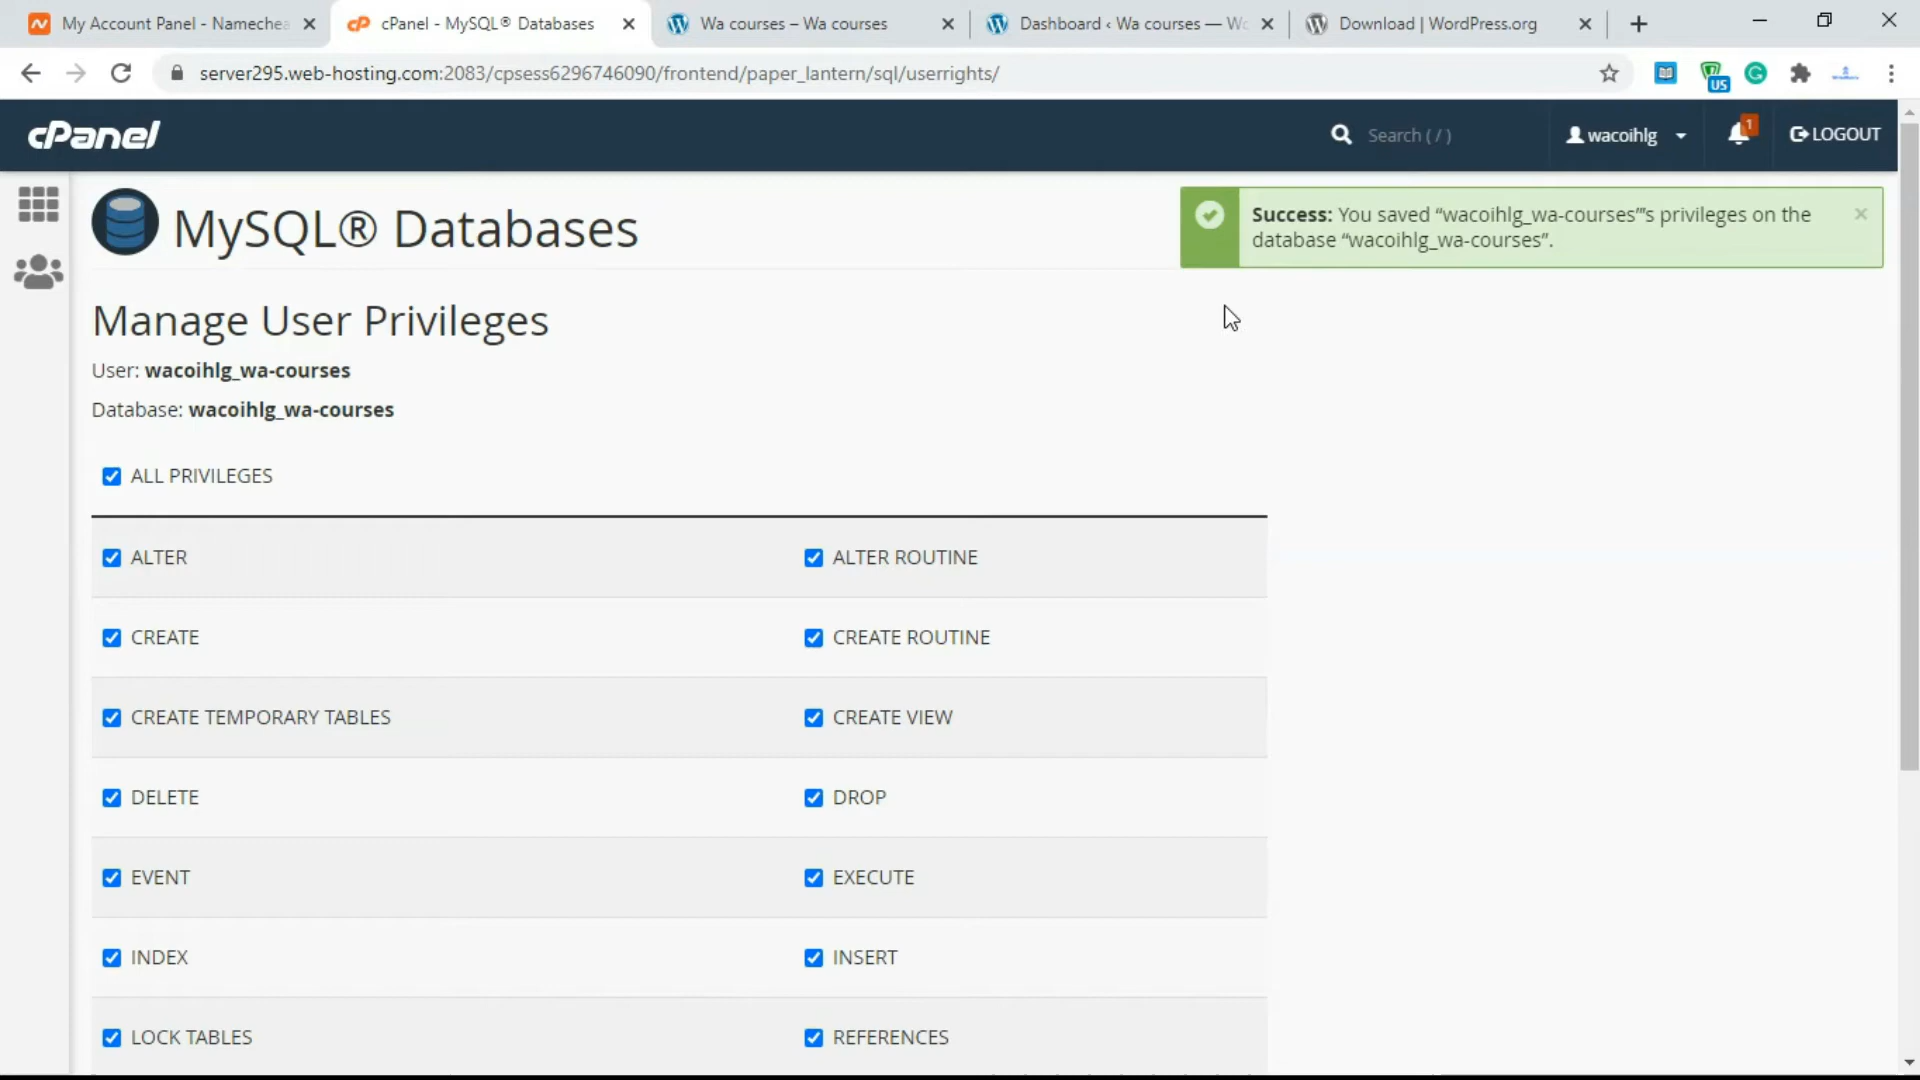 My Account Panel - Namechea
cPanel - MySQL® Databases
Wa courses – Wa courses
Dashboard ‹ Wa courses — Wo
Download | WordPress.org
server295.web-hosting.com:2083/cpsess6296746090/frontend/paper_lantern/sql/userrights/
US
cPanel
Search ( / )
wacoihlg
1
LOGOUT
MySQL® Databases
Success: You saved “wacoihlg_wa-courses”'s privileges on the
database “wacoihlg_wa-courses”.
Manage User Privileges
User: wacoihlg_wa-courses
Database: wacoihlg_wa-courses
ALL PRIVILEGES
ALTER
ALTER ROUTINE
CREATE
CREATE ROUTINE
CREATE TEMPORARY TABLES
CREATE VIEW
DELETE
DROP
EVENT
EXECUTE
INDEX
INSERT
LOCK TABLES
REFERENCES